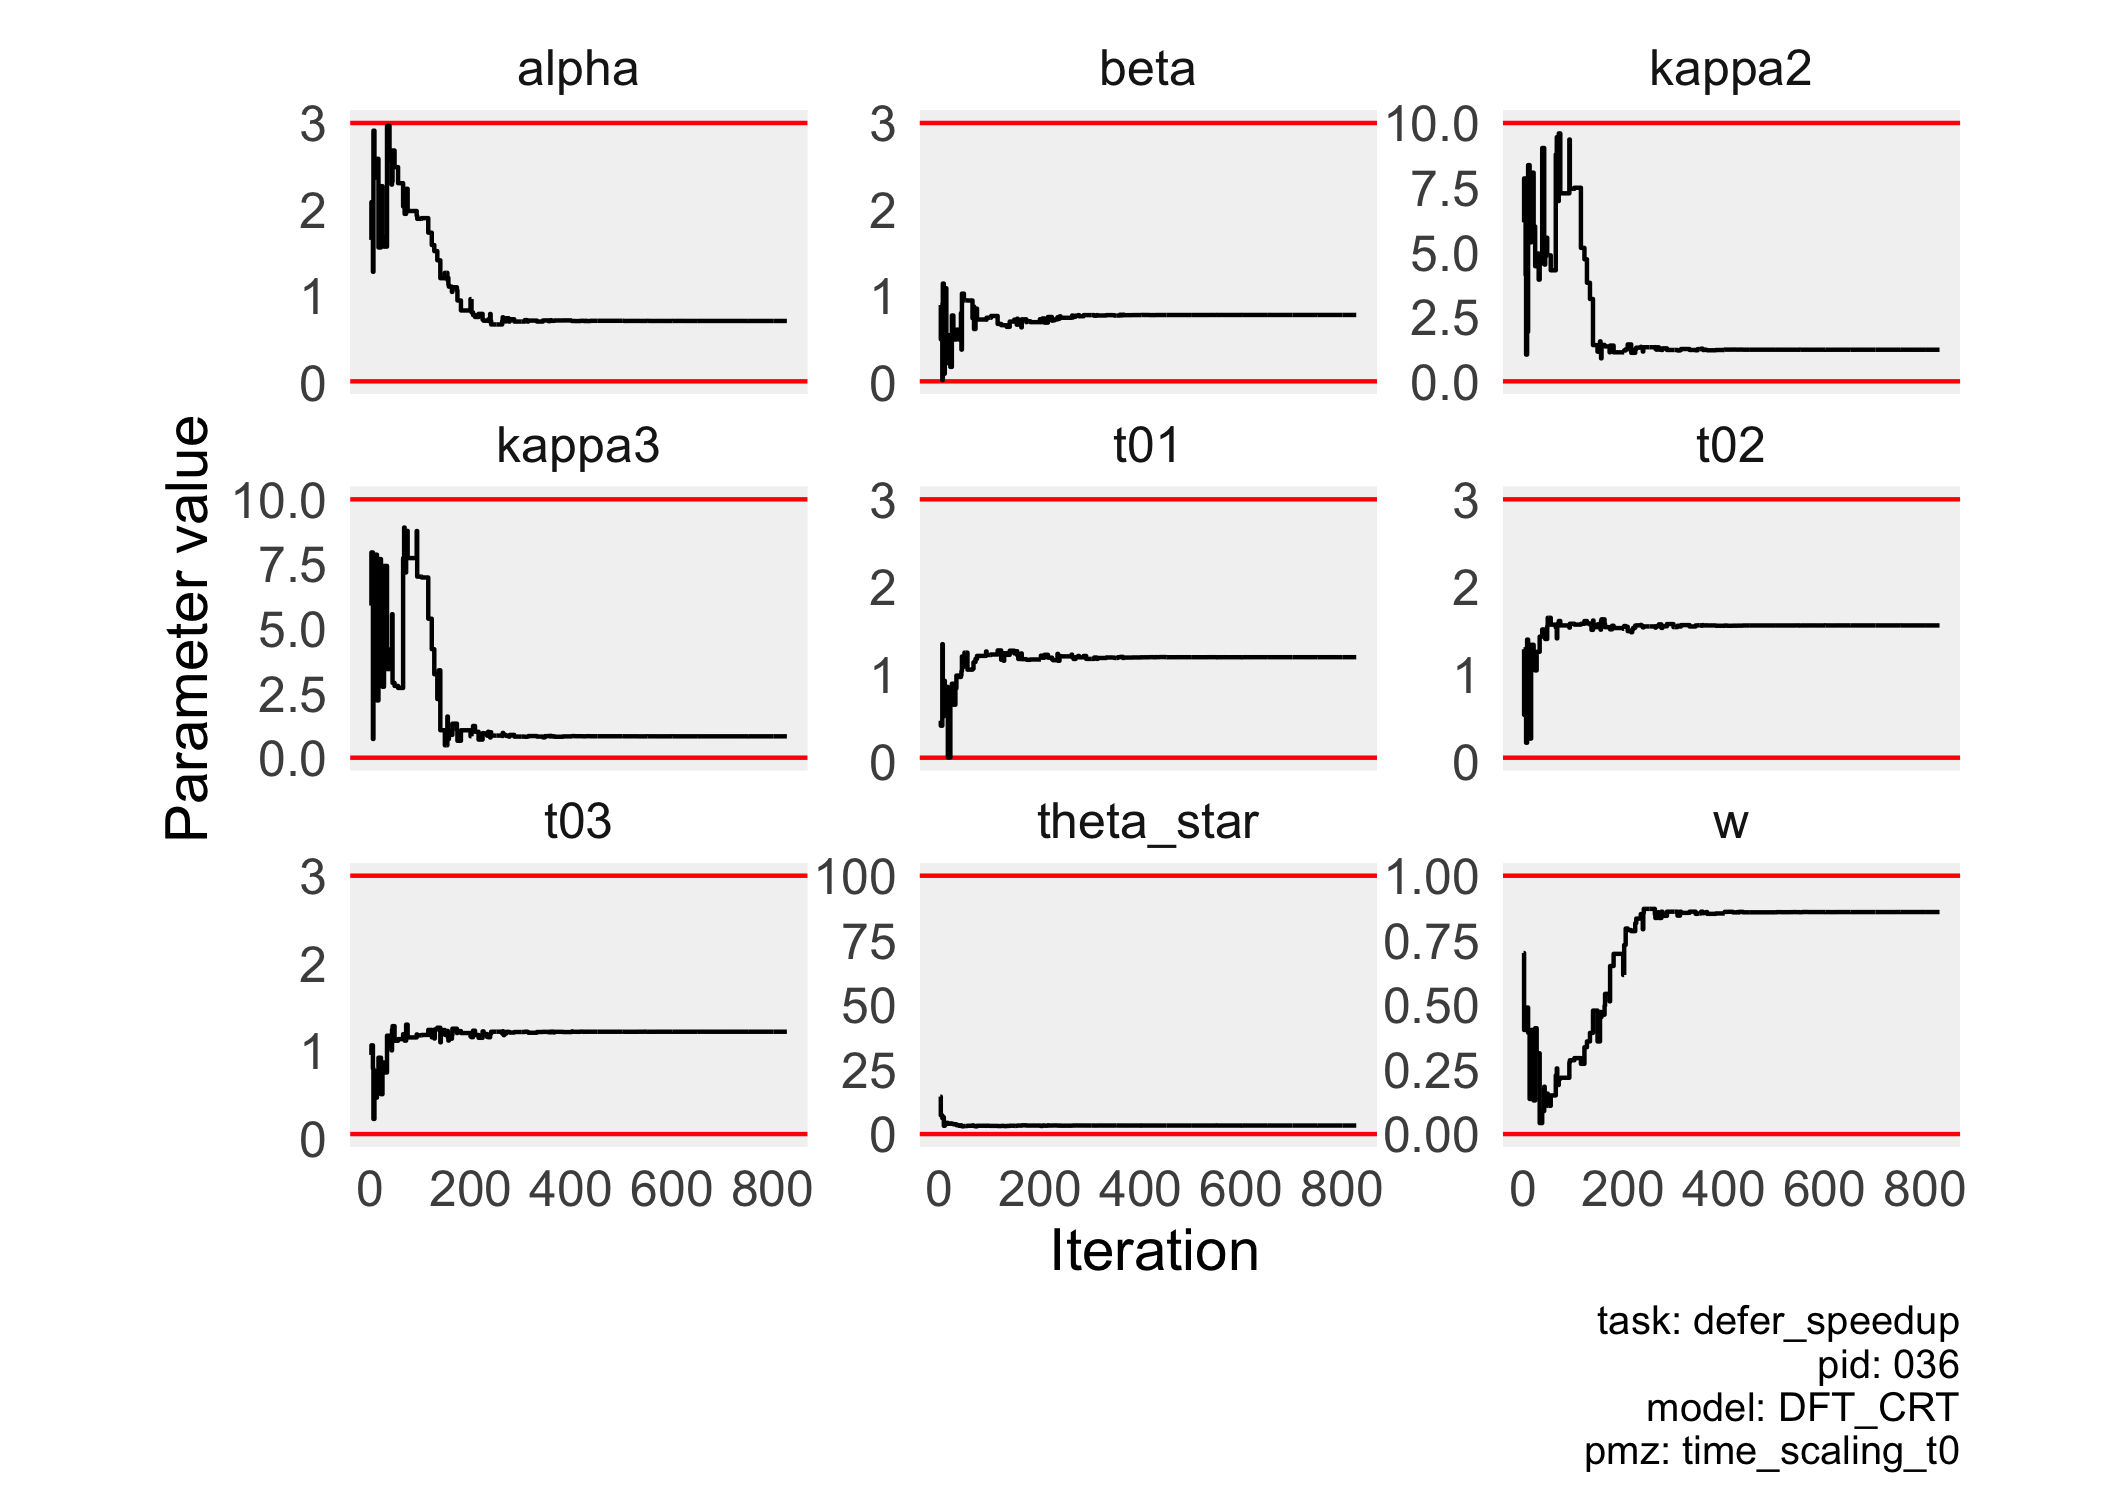 alpha
beta
kappa2
3
2
1
0
3
2
1
0
10.0
7.5
5.0
2.5
0.0
kappa3
t01
t02
10.0
7.5
5.0
2.5
0.0
3
2
1
0
3
2
1
0
t03
theta_star
w
3
2
1
0
100
75
50
25
0
1.00
0.75
0.50
0.25
0.00
0 200 400 600 800
0 200 400 600 800
0 200 400 600 800
Parameter value
Iteration
task: defer_speedup
pid: 036
model: DFT_CRT
pmz: time_scaling_t0